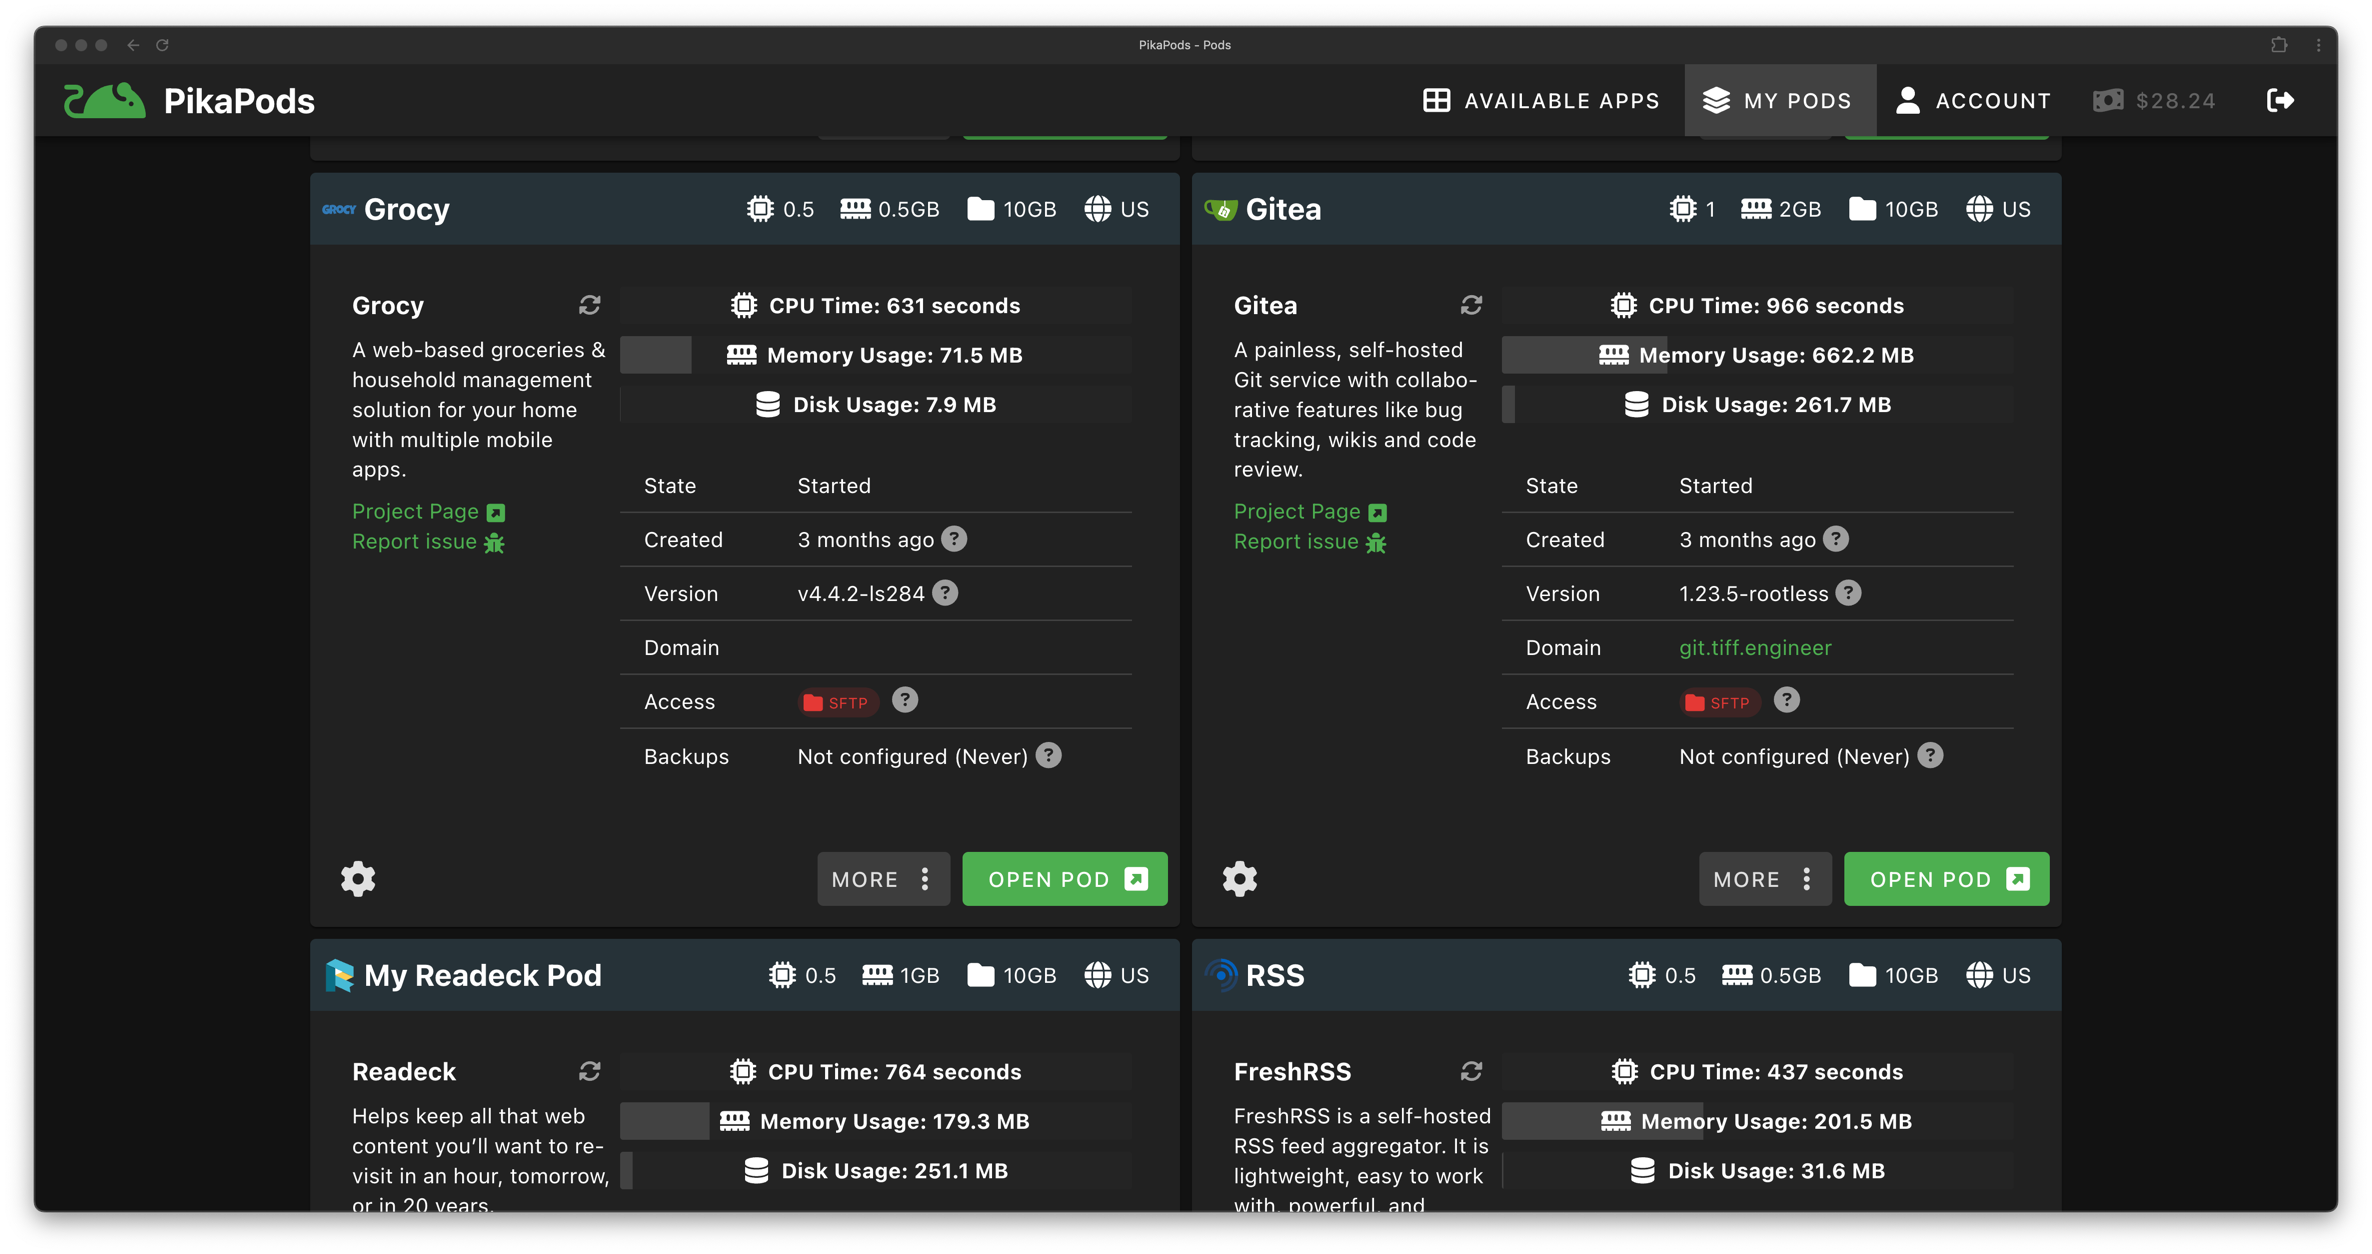 PikaPods - Pods
PikaPods
AVAILABLE APPS
MY PODS
ACCOUNT
$28.24
GROCY
Grocy
0.5
0.5GB
10GB
US
Grocy
A web-based groceries &
household management
solution for your home
with multiple mobile
apps.
Project Page
Report issue
CPU Time: 631 seconds
Memory Usage: 71.5 MB
Disk Usage: 7.9 MB
State Started
Created 3 months ago ?
Version v4.4.2-ls284 ?
Domain
Access SFTP ?
Backups Not configured (Never) ?
MORE
OPEN POD
Gitea
1
2GB
10GB
US
Gitea
A painless, self-hosted
Git service with collabo-
rative features like bug
tracking, wikis and code
review.
Project Page
Report issue
CPU Time: 966 seconds
Memory Usage: 662.2 MB
Disk Usage: 261.7 MB
State Started
Created 3 months ago ?
Version 1.23.5-rootless ?
Domain git.tiff.engineer
Access SFTP ?
Backups Not configured (Never) ?
MORE
OPEN POD
My Readeck Pod
0.5
1GB
10GB
US
Readeck
Helps keep all that web
content you'll want to re-
visit in an hour, tomorrow,
or in 20 years.
CPU Time: 764 seconds
Memory Usage: 179.3 MB
Disk Usage: 251.1 MB
RSS
0.5
0.5GB
10GB
US
FreshRSS
FreshRSS is a self-hosted
RSS feed aggregator. It is
lightweight, easy to work
with, powerful, and
CPU Time: 437 seconds
Memory Usage: 201.5 MB
Disk Usage: 31.6 MB